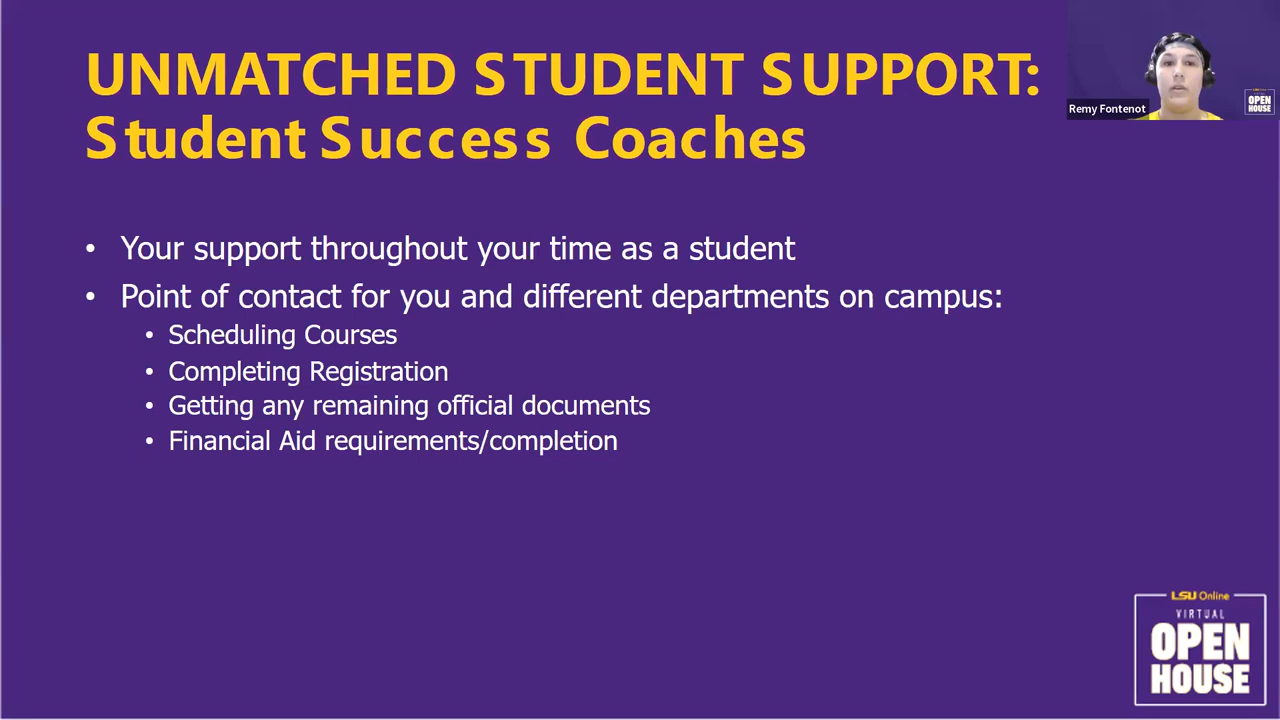 UNMATCHED STUDENT SUPPORT:
Student Success Coaches
Remy Fontenot
OPEN
HOUSE
• Your support throughout your time as a student
• Point of contact for you and different departments on campus:
• Scheduling Courses
• Completing Registration
• Getting any remaining official documents
• Financial Aid requirements/completion
LSU Online
VIRTUAL
OPEN
HOUSE